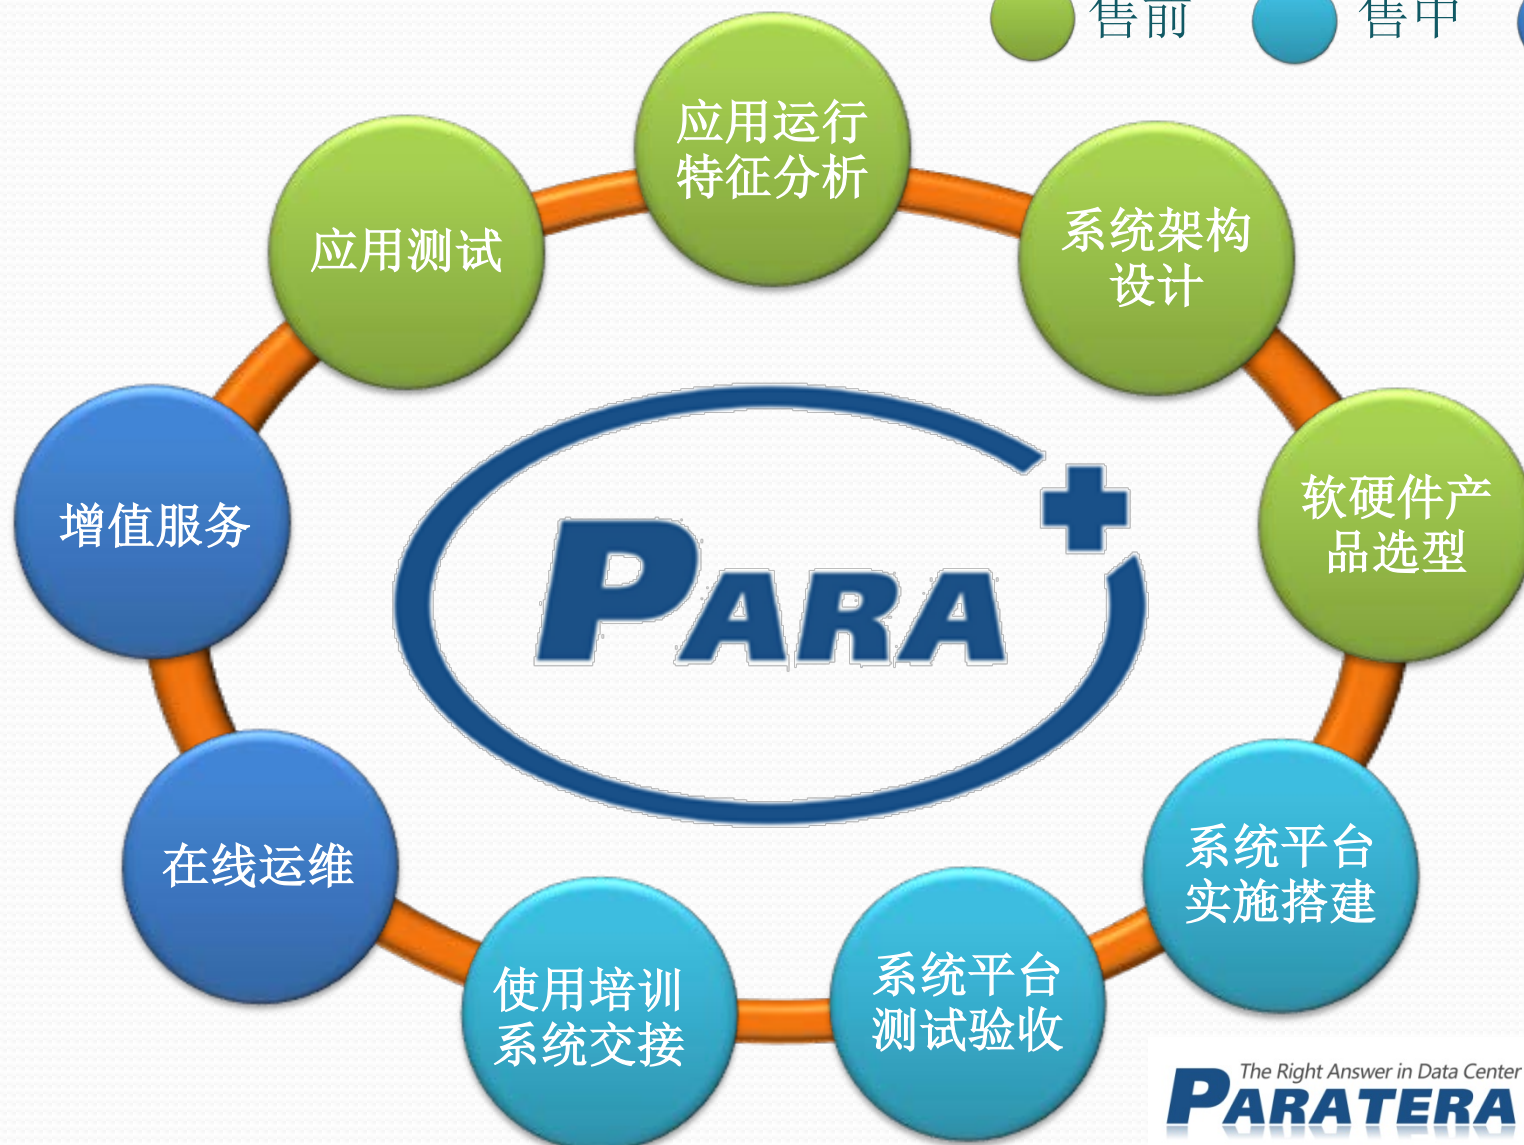 售前
售中
应用运行
特征分析
应用测试
系统架构
设计
软硬件产
品选型
增值服务
PARA
在线运维
系统平台
实施搭建
系统平台
测试验收
使用培训
系统交接
The Right Answer in Data Center
PARATERA